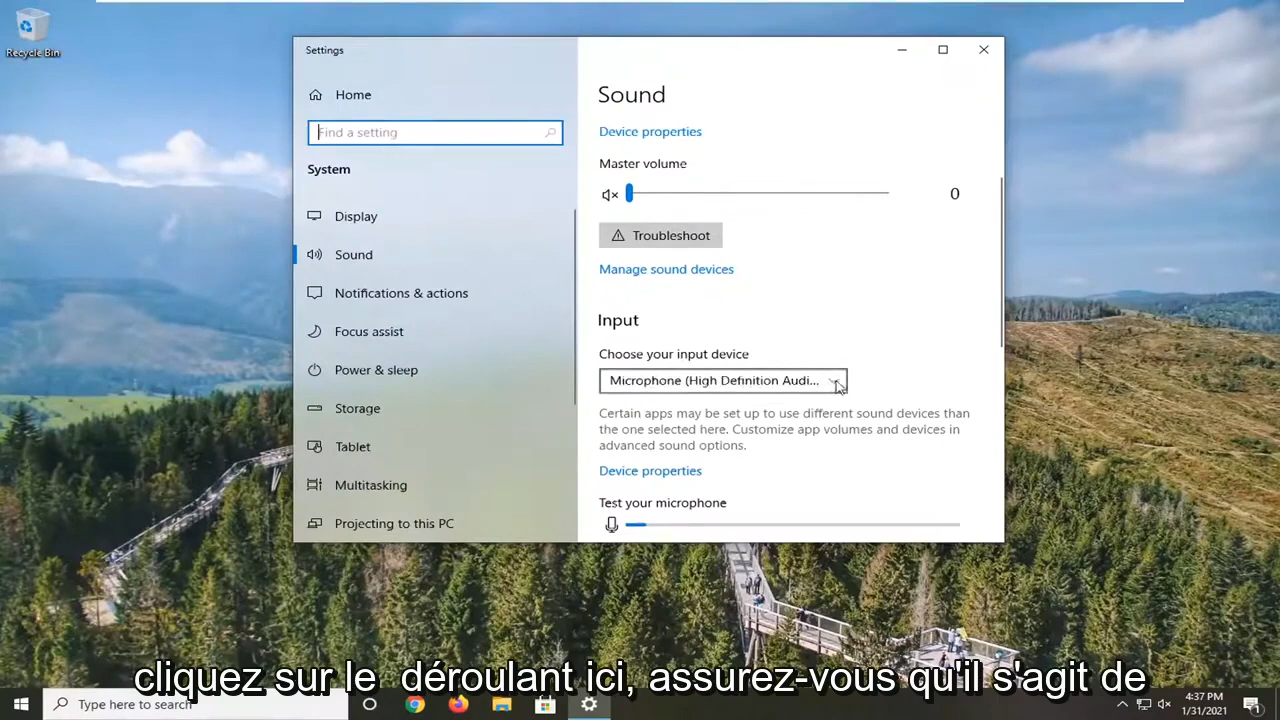 Recycle Bin
Settings
Home
Find a setting
System
Display
Sound
Notifications & actions
Focus assist
Power & sleep
Storage
Tablet
Multitasking
Projecting to this PC
Sound
Device properties
Master volume
0
Troubleshoot
Manage sound devices
Input
Choose your input device
Microphone (High Definition Audi...
Certain apps may be set up to use different sound devices than
the one selected here. Customize app volumes and devices in
advanced sound options.
Device properties
Test your microphone
cliquez sur le déroulant ici, assurez-vous qu'il s'agit de
Type here to search
4:37 PM
1/31/2021
1